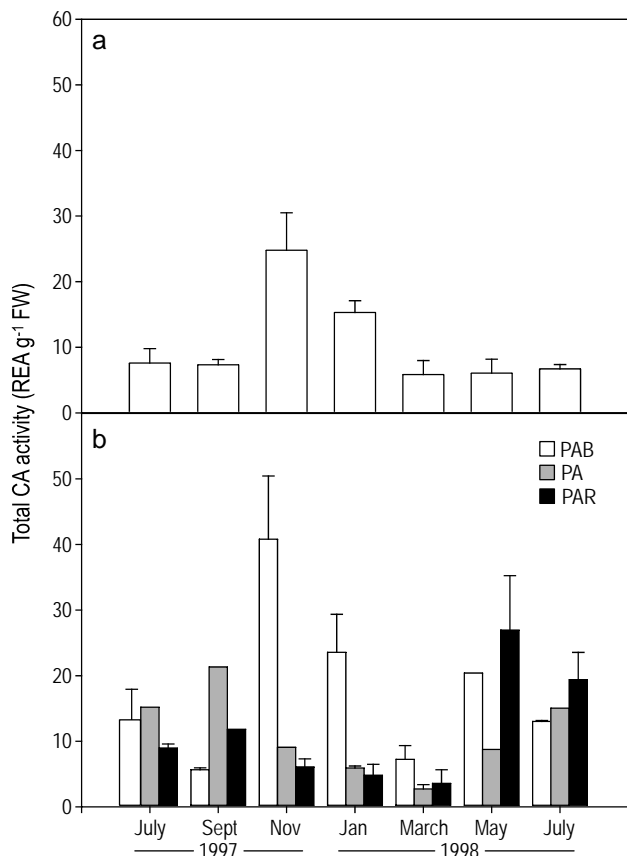 Total CA activity (REA g⁻¹ FW)
a
60
50
40
30
20
10
0
b
PAB
PA
PAR
50
40
30
20
10
0
July Sept Nov Jan March May July
1997 1998